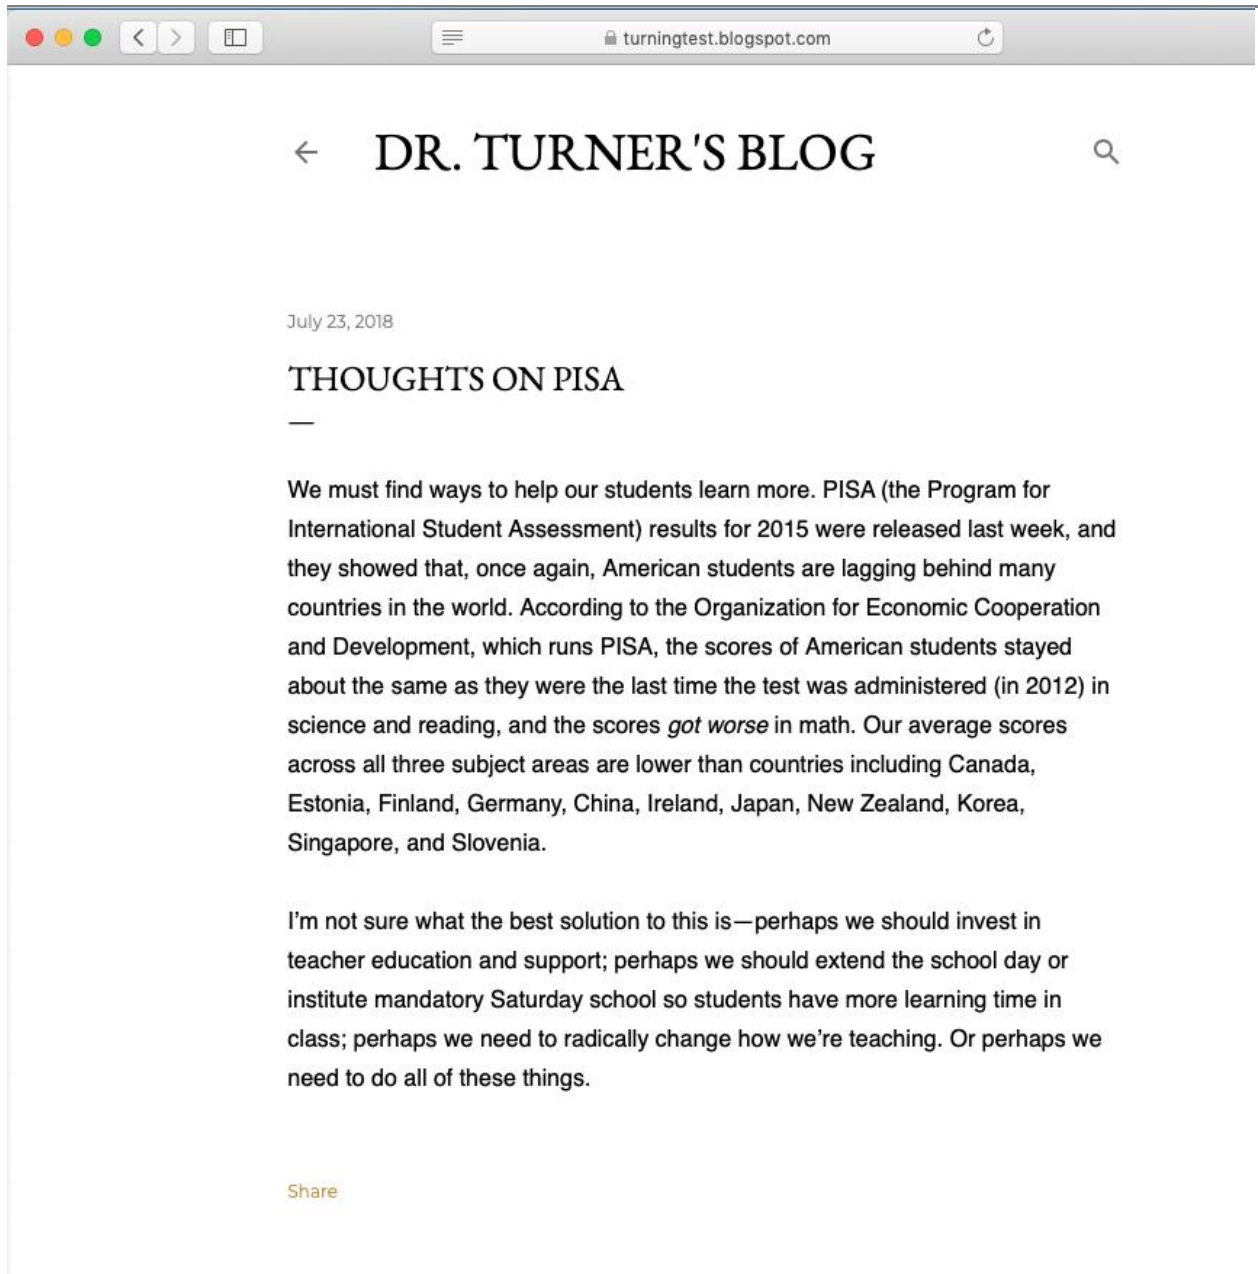 turningtest.blogspot.com
DR. TURNER'S BLOG
July 23, 2018
THOUGHTS ON PISA
We must find ways to help our students learn more. PISA (the Program for
International Student Assessment) results for 2015 were released last week, and
they showed that, once again, American students are lagging behind many
countries in the world. According to the Organization for Economic Cooperation
and Development, which runs PISA, the scores of American students stayed
about the same as they were the last time the test was administered (in 2012) in
science and reading, and the scores got worse in math. Our average scores
across all three subject areas are lower than countries including Canada,
Estonia, Finland, Germany, China, Ireland, Japan, New Zealand, Korea,
Singapore, and Slovenia.
I’m not sure what the best solution to this is—perhaps we should invest in
teacher education and support; perhaps we should extend the school day or
institute mandatory Saturday school so students have more learning time in
class; perhaps we need to radically change how we’re teaching. Or perhaps we
need to do all of these things.
Share